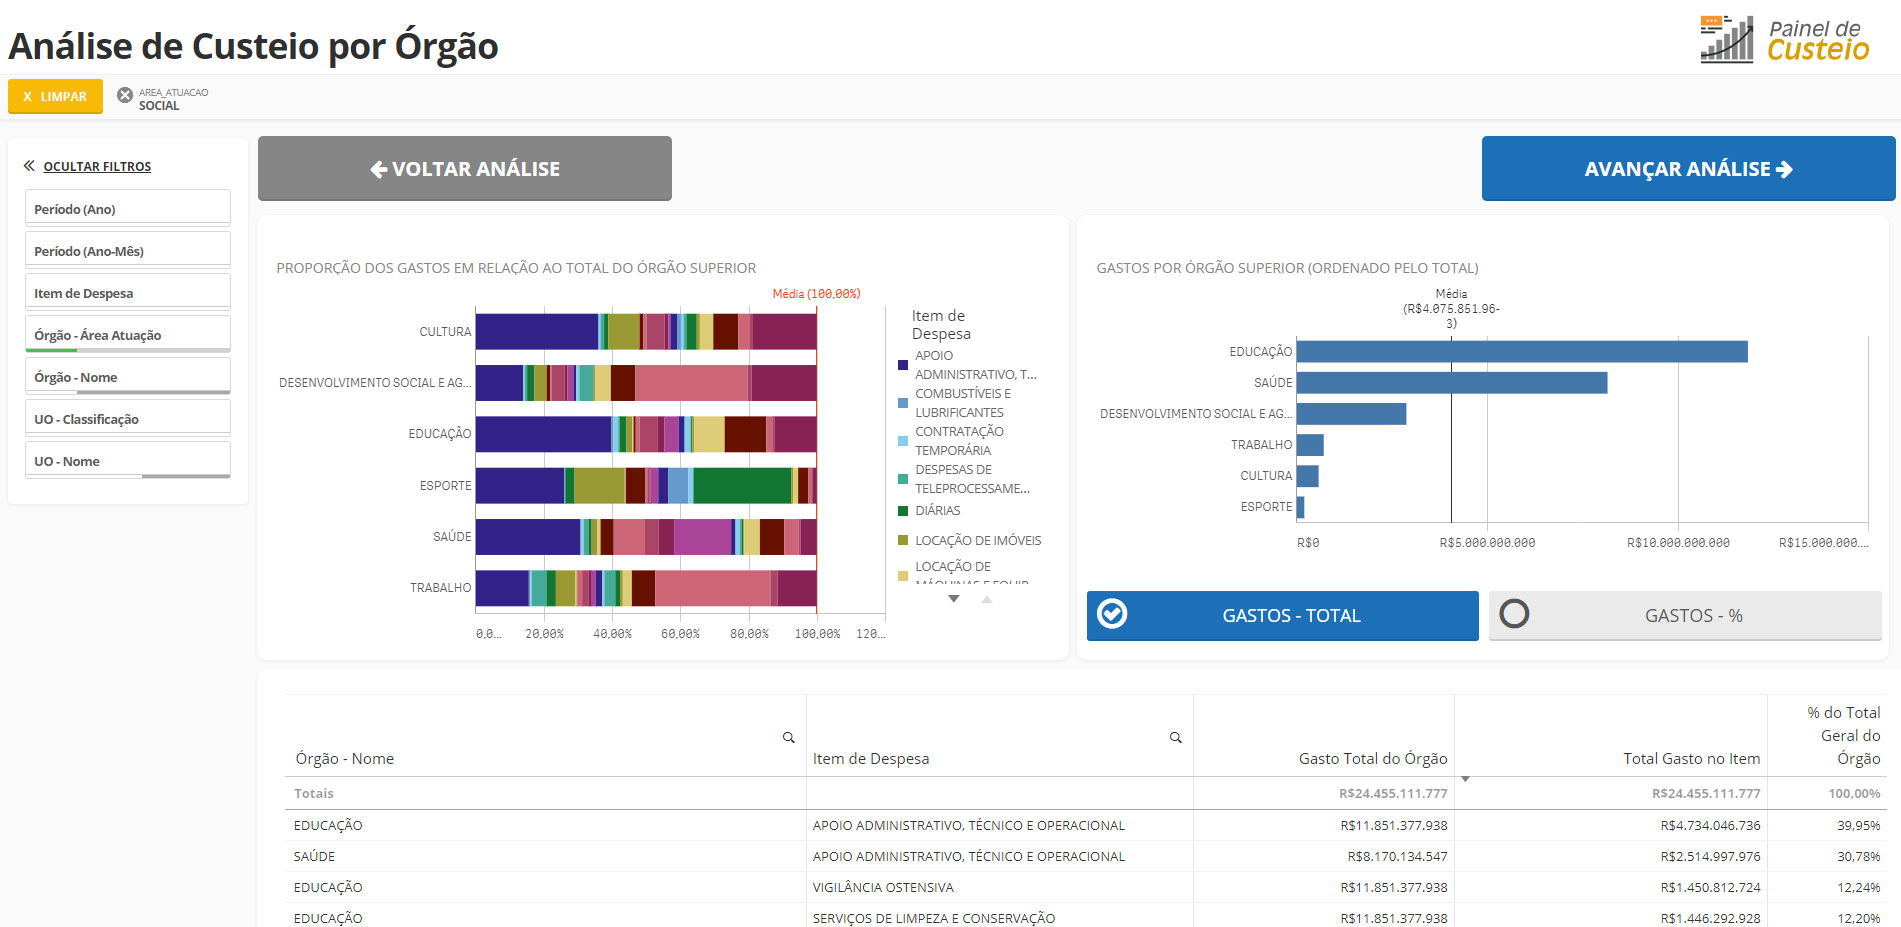 Análise de Custeio por Órgão
Painel de
Custeio
X LIMPAR
AREA_ATUACAO
SOCIAL
OCULTAR FILTROS
Período (Ano)
Período (Ano-Mês)
Item de Despesa
Órgão - Área Atuação
Órgão - Nome
UO - Classificação
UO - Nome
VOLTAR ANÁLISE
AVANÇAR ANÁLISE
PROPORÇÃO DOS GASTOS EM RELAÇÃO AO TOTAL DO ÓRGÃO SUPERIOR
Média (100,00%)
CULTURA
DESENVOLVIMENTO SOCIAL E AG...
EDUCAÇÃO
ESPORTE
SAÚDE
TRABALHO
0,0... 20,00% 40,00% 60,00% 80,00% 100,00% 120...
Item de
Despesa
APOIO
ADMINISTRATIVO, T...
COMBUSTÍVEIS E
LUBRIFICANTES
CONTRATAÇÃO
TEMPORÁRIA
DESPESAS DE
TELEPROCESSAME...
DIÁRIAS
LOCAÇÃO DE IMÓVEIS
LOCAÇÃO DE
MÁQUINAS E EQUIP
GASTOS POR ÓRGÃO SUPERIOR (ORDENADO PELO TOTAL)
Média
(R$4.075.851.96-
3)
EDUCAÇÃO
SAÚDE
DESENVOLVIMENTO SOCIAL E AG...
TRABALHO
CULTURA
ESPORTE
R$0 R$5.000.000.000 R$10.000.000.000 R$15.000.000....
GASTOS - TOTAL
GASTOS - %
Órgão - Nome Item de Despesa Gasto Total do Órgão Total Gasto no Item % do Total
Geral do
Órgão
Totais R$24.455.111.777 R$24.455.111.777 100,00%
EDUCAÇÃO APOIO ADMINISTRATIVO, TÉCNICO E OPERACIONAL R$11.851.377.938 R$4.734.046.736 39,95%
SAÚDE APOIO ADMINISTRATIVO, TÉCNICO E OPERACIONAL R$8.170.134.547 R$2.514.997.976 30,78%
EDUCAÇÃO VIGILÂNCIA OSTENSIVA R$11.851.377.938 R$1.450.812.724 12,24%
EDUCAÇÃO SERVIÇOS DE LIMPEZA E CONSERVAÇÃO R$11.851.377.938 R$1.446.292.928 12,20%